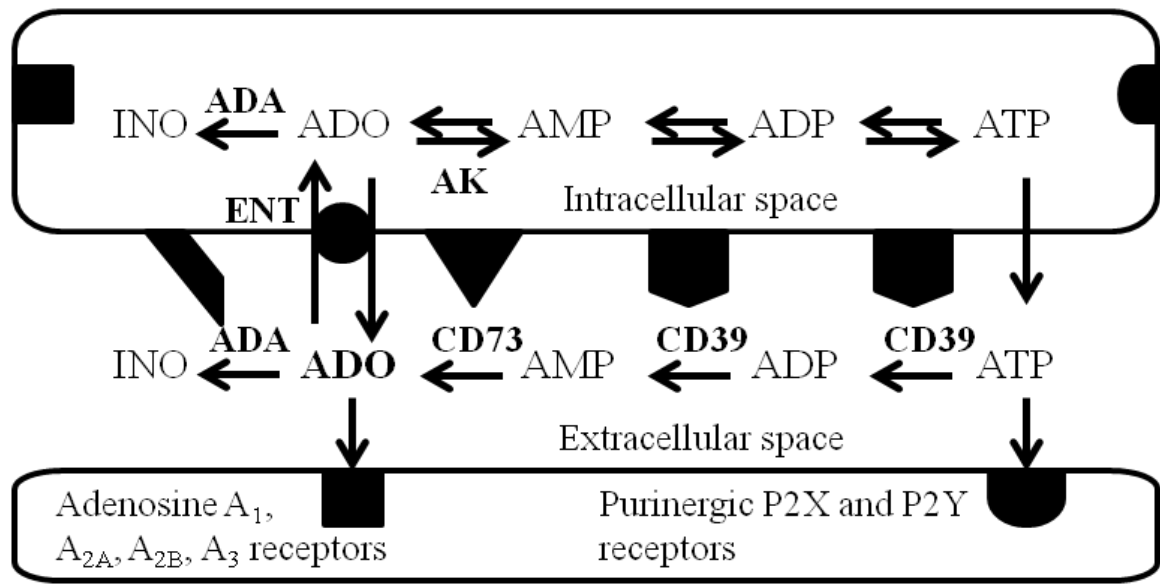 ADA
INO ADO AMP ADP ATP
AK
ENT
Intracellular space
ADA CD73 CD39 CD39
INO ADO AMP ADP ATP
Extracellular space
Adenosine A₁,
A₂A, A₂B, A₃ receptors
Purinergic P2X and P2Y
receptors